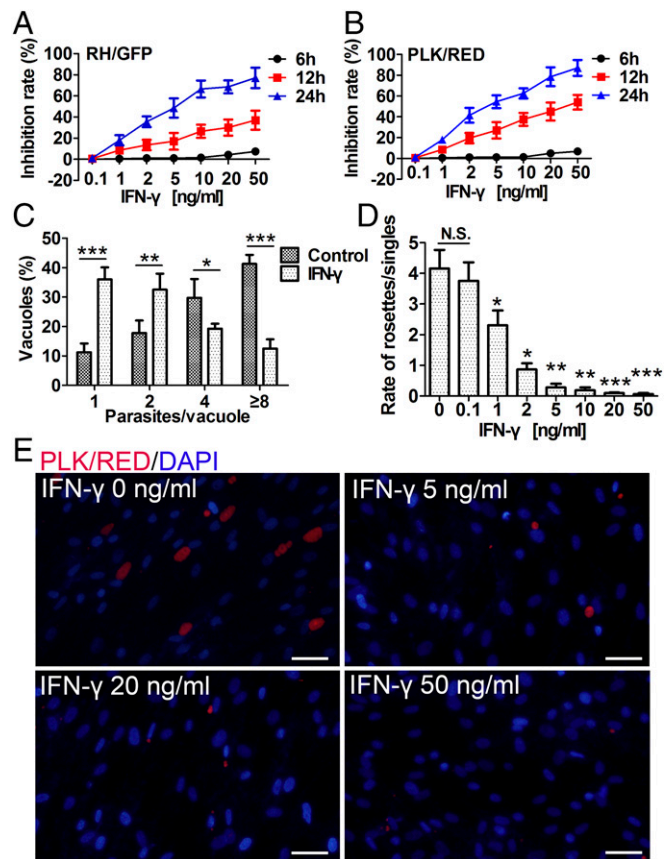 A
RH/GFP
6h
12h
24h
Inhibition rate (%)
100
80
60
40
20
0
-20
0.1 1 2 5 10 20 50
IFN-γ [ng/ml]
B
PLK/RED
6h
12h
24h
Inhibition rate (%)
100
80
60
40
20
0
-20
0.1 1 2 5 10 20 50
IFN-γ [ng/ml]
C
Control
IFN-γ
Vacuoles (%)
50
40
30
20
10
0
***
**
*
***
1 2 4 ≥8
Parasites/vacuole
D
Rate of rosettes/singles
5
4
3
2
1
0
N.S.
*
*
**
**
***
***
0 0.1 1 2 5 10 20 50
IFN-γ [ng/ml]
E
PLK/RED/DAPI
IFN-γ 0 ng/ml
IFN-γ 5 ng/ml
IFN-γ 20 ng/ml
IFN-γ 50 ng/ml